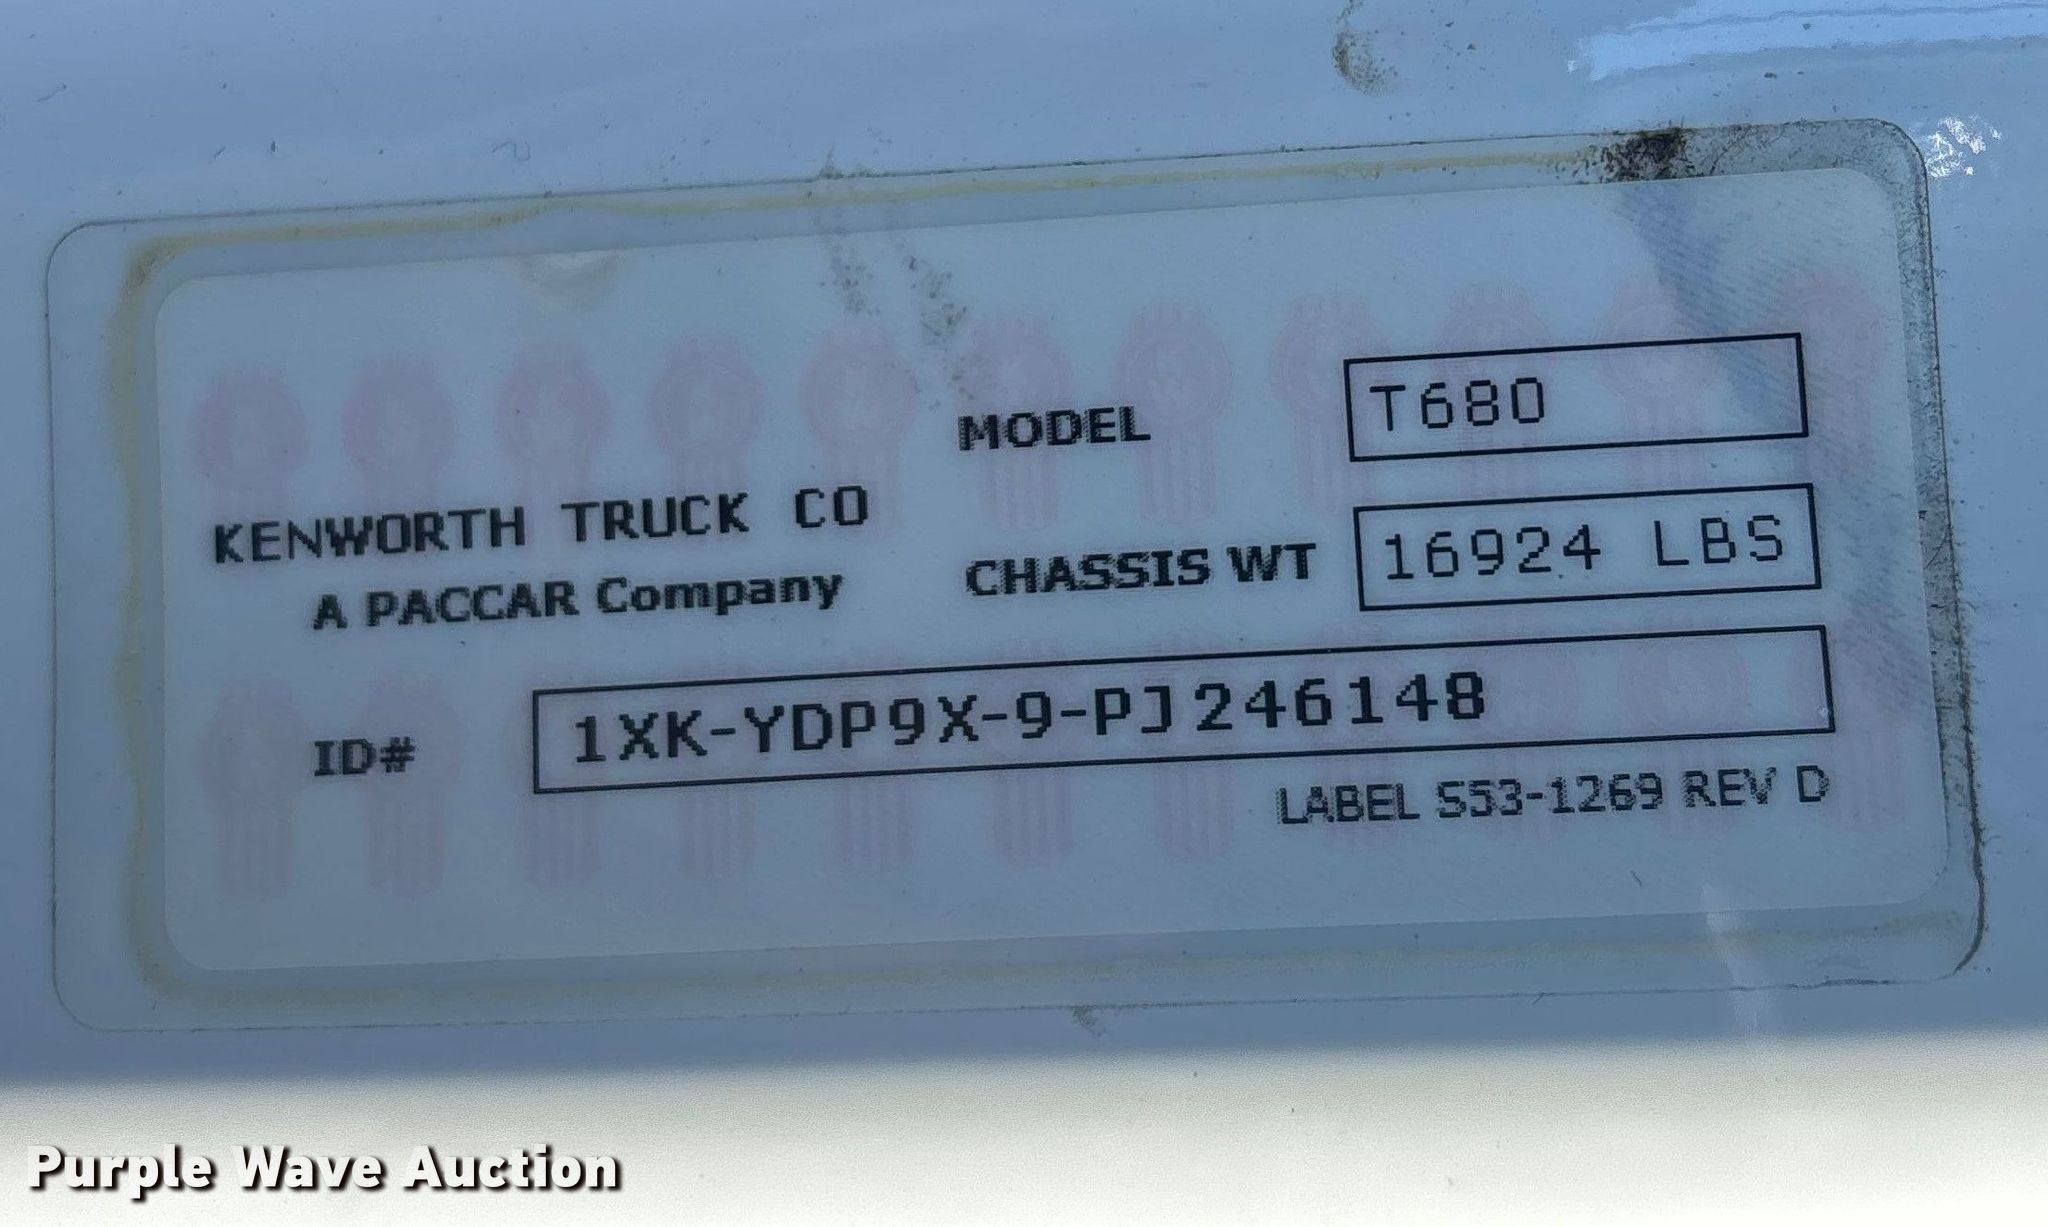 MODEL T680
KENWORTH TRUCK CO
A PACCAR Company
CHASSIS WT 16924 LBS
ID# 1XK-YDP9X-9-PJ246148
LABEL S53-1269 REV D
Purple Wave Auction